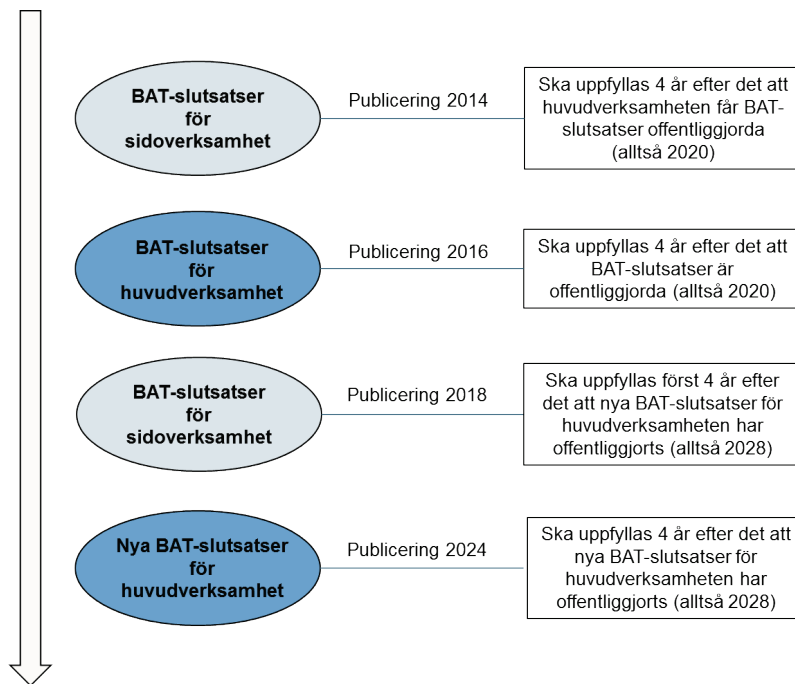 BAT-slutsatser
för
sidoverksamhet
Publicering 2014
Ska uppfyllas 4 år efter det att
huvudverksamheten får BAT-
slutsatser offentliggjorda
(alltså 2020)
BAT-slutsatser
för
huvudverksamhet
Publicering 2016
Ska uppfyllas 4 år efter det att
BAT-slutsatser är
offentliggjorda (alltså 2020)
BAT-slutsatser
för
sidoverksamhet
Publicering 2018
Ska uppfyllas först 4 år efter
det att nya BAT-slutsatser för
huvudverksamheten har
offentliggjorts (alltså 2028)
Nya BAT-slutsatser
för
huvudverksamhet
Publicering 2024
Ska uppfyllas 4 år efter det att
nya BAT-slutsatser för
huvudverksamheten har
offentliggjorts (alltså 2028)